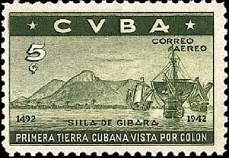 CVBA
5
¢
CORREO
AEREO
SILLA DE GIBARA
1492 1942
PRIMERA TIERRA CUBANA VISTA POR COLON